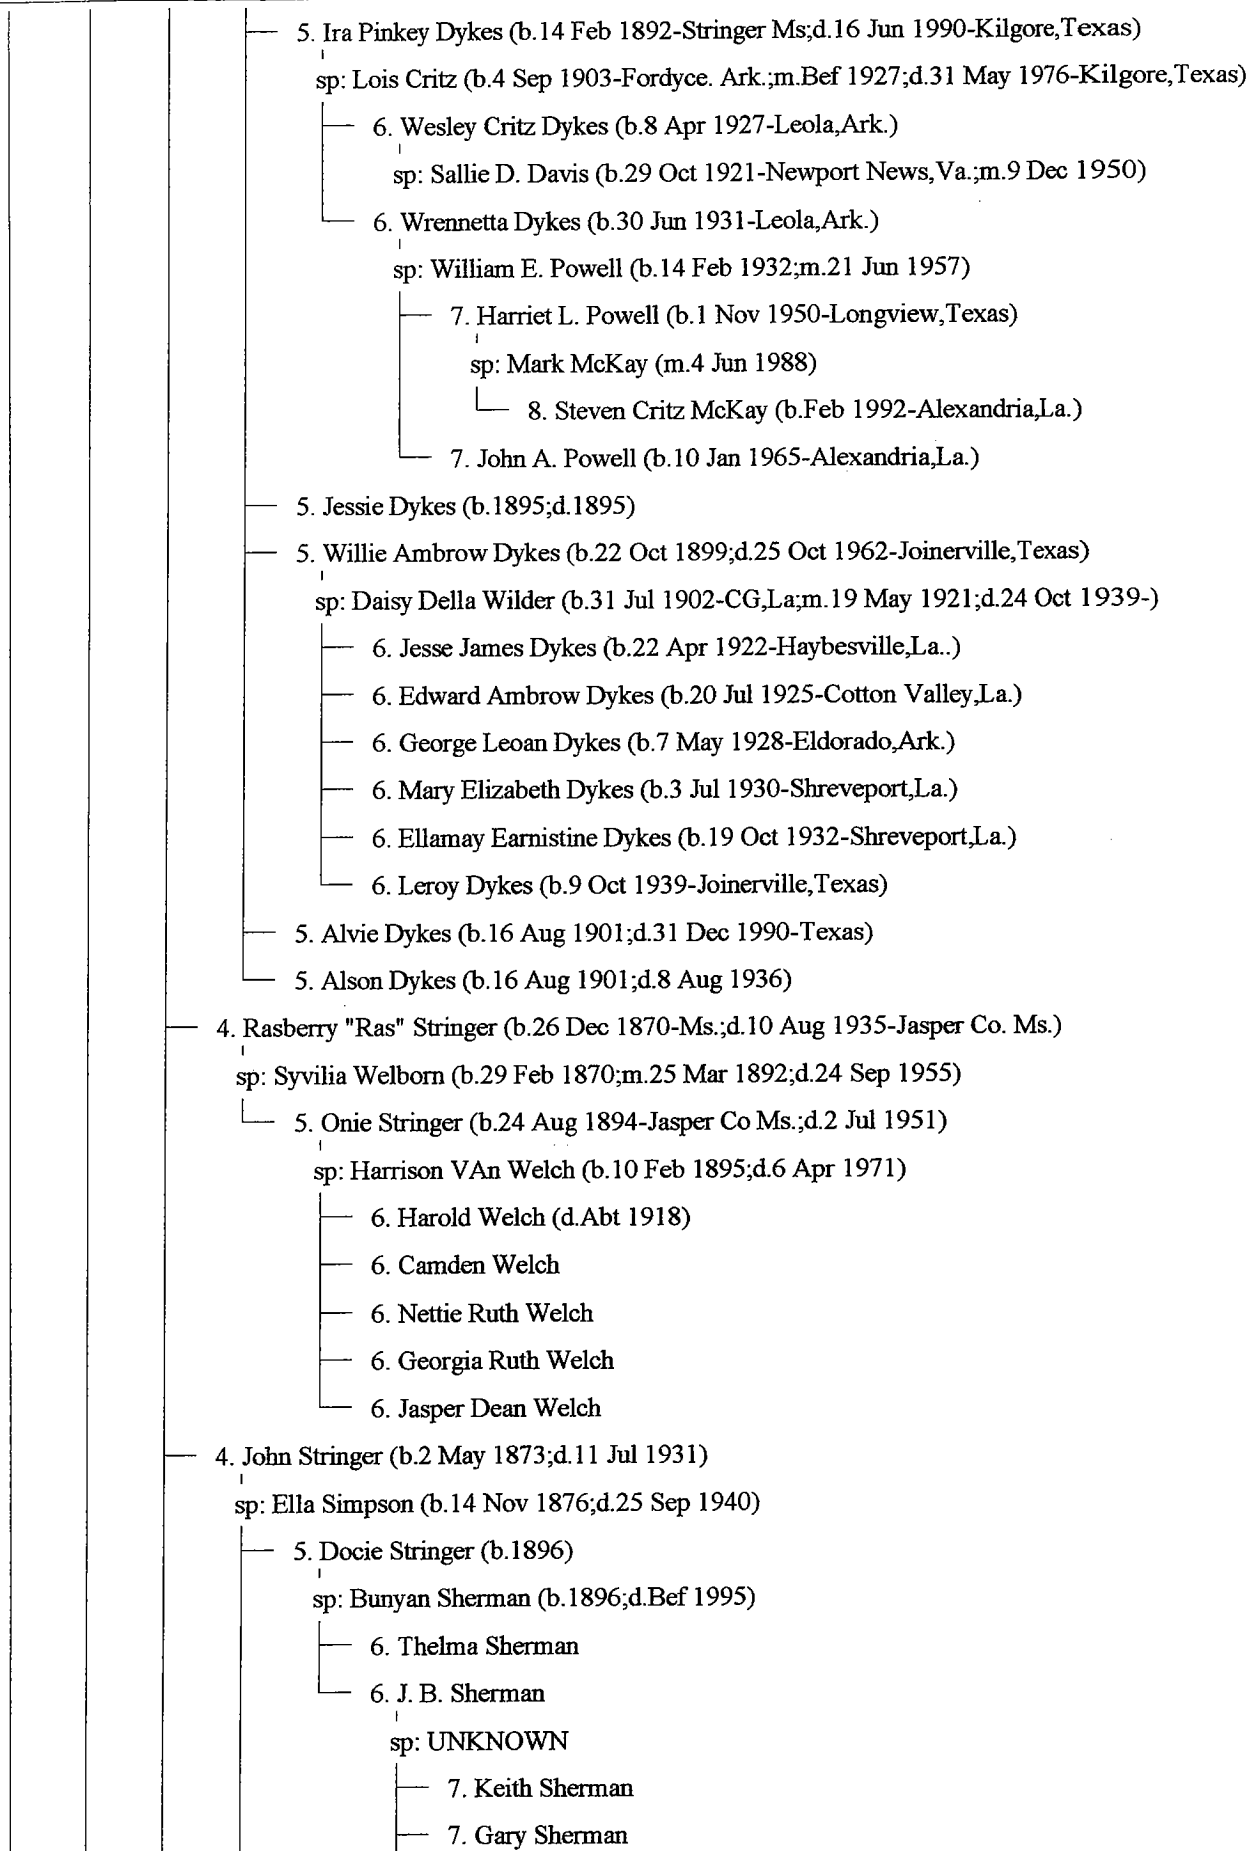 5. Ira Pinkey Dykes (b.14 Feb 1892-Stringer Ms;d.16 Jun 1990-Kilgore,Texas)
sp: Lois Critz (b.4 Sep 1903-Fordyce. Ark.;m.Bef 1927;d.31 May 1976-Kilgore,Texas)
6. Wesley Critz Dykes (b.8 Apr 1927-Leola,Ark.)
sp: Sallie D. Davis (b.29 Oct 1921-Newport News,Va.;m.9 Dec 1950)
6. Wrennetta Dykes (b.30 Jun 1931-Leola,Ark.)
sp: William E. Powell (b.14 Feb 1932;m.21 Jun 1957)
7. Harriet L. Powell (b.1 Nov 1950-Longview,Texas)
sp: Mark McKay (m.4 Jun 1988)
8. Steven Critz McKay (b.Feb 1992-Alexandria,La.)
7. John A. Powell (b.10 Jan 1965-Alexandria,La.)
5. Jessie Dykes (b.1895;d.1895)
5. Willie Ambrow Dykes (b.22 Oct 1899;d.25 Oct 1962-Joinerville,Texas)
sp: Daisy Della Wilder (b.31 Jul 1902-CG,La;m.19 May 1921;d.24 Oct 1939-)
6. Jesse James Dykes (b.22 Apr 1922-Haybesville,La..)
6. Edward Ambrow Dykes (b.20 Jul 1925-Cotton Valley,La.)
6. George Leoan Dykes (b.7 May 1928-Eldorado,Ark.)
6. Mary Elizabeth Dykes (b.3 Jul 1930-Shreveport,La.)
6. Ellamay Earnistine Dykes (b.19 Oct 1932-Shreveport,La.)
6. Leroy Dykes (b.9 Oct 1939-Joinerville,Texas)
5. Alvie Dykes (b.16 Aug 1901;d.31 Dec 1990-Texas)
5. Alson Dykes (b.16 Aug 1901;d.8 Aug 1936)
4. Rasberry "Ras" Stringer (b.26 Dec 1870-Ms.;d.10 Aug 1935-Jasper Co. Ms.)
sp: Syvilia Welborn (b.29 Feb 1870;m.25 Mar 1892;d.24 Sep 1955)
5. Onie Stringer (b.24 Aug 1894-Jasper Co Ms.;d.2 Jul 1951)
sp: Harrison VAn Welch (b.10 Feb 1895;d.6 Apr 1971)
6. Harold Welch (d.Abt 1918)
6. Camden Welch
6. Nettie Ruth Welch
6. Georgia Ruth Welch
6. Jasper Dean Welch
4. John Stringer (b.2 May 1873;d.11 Jul 1931)
sp: Ella Simpson (b.14 Nov 1876;d.25 Sep 1940)
5. Docie Stringer (b.1896)
sp: Bunyan Sherman (b.1896;d.Bef 1995)
6. Thelma Sherman
6. J. B. Sherman
sp: UNKNOWN
7. Keith Sherman
7. Gary Sherman